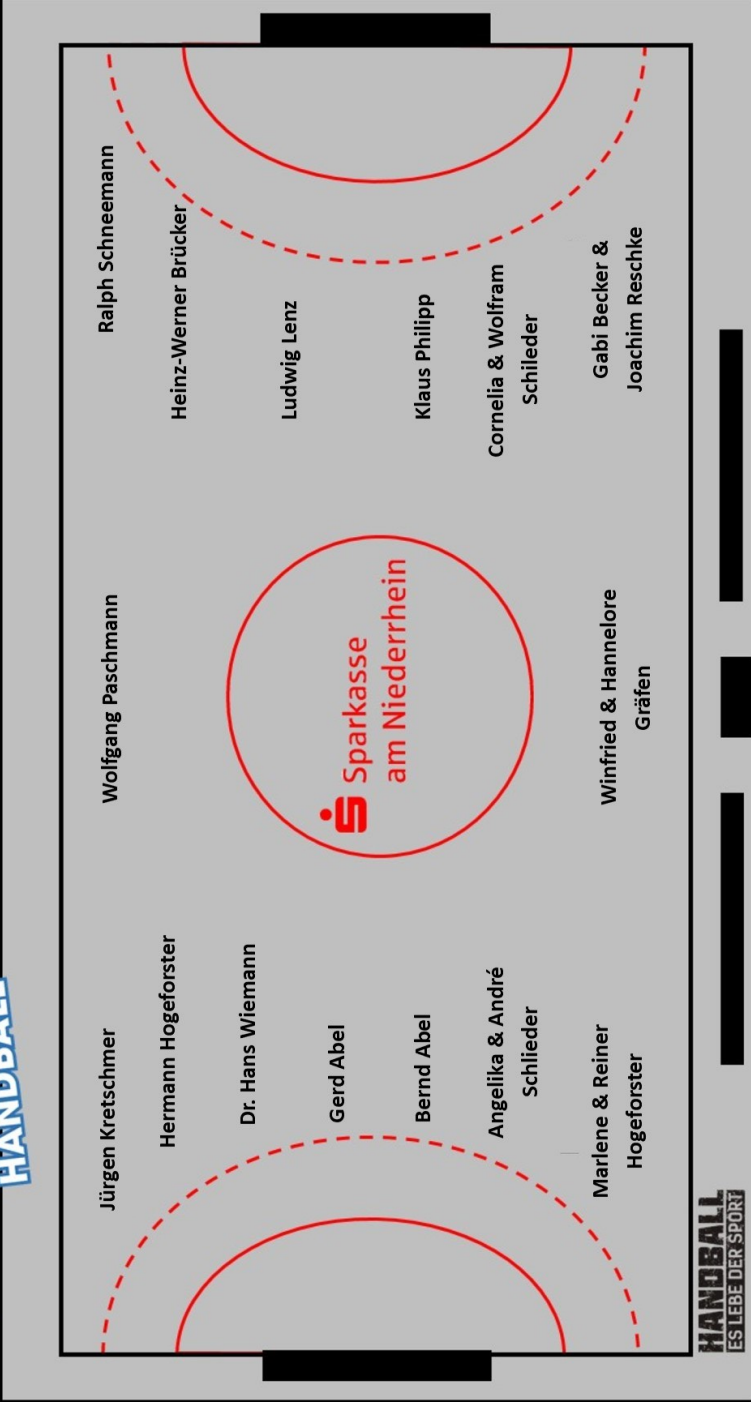 HANDBALL
Jürgen Kretschmer
Wolfgang Paschmann
Ralph Schneemann
Hermann Hogeforster
Heinz-Werner Brücker
Dr. Hans Wiemann
Ludwig Lenz
Gerd Abel
Sparkasse
am Niederrhein
Bernd Abel
Klaus Philipp
Angelika & André
Schlieder
Cornelia & Wolfram
Schileder
Marlene & Reiner
Hogeforster
Winfried & Hannelore
Gräfen
Gabi Becker &
Joachim Reschke
HANDBALL
ES LEBE DER SPORT